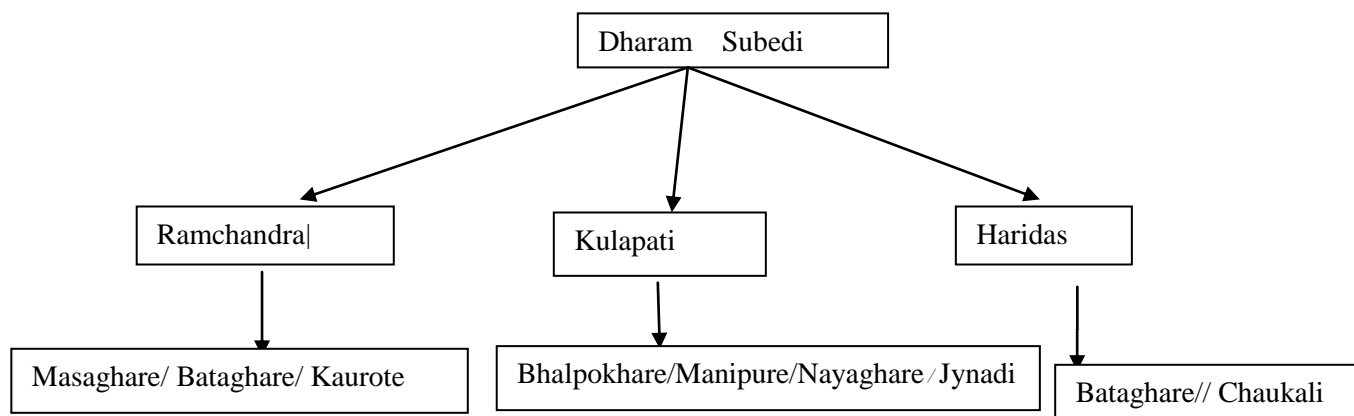 Dharam Subedi
Ramchandra|
Kulapati
Haridas
Masaghare/ Bataghare/ Kaurote
Bhalpokhare/Manipure/Nayaghare/Jynadi
Bataghare// Chaukali